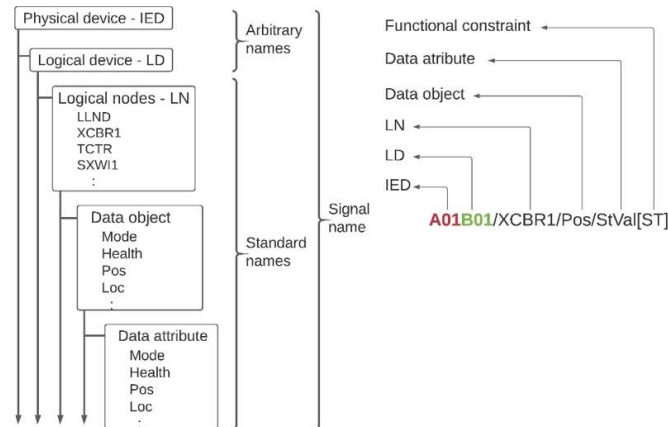 Physical device - IED
Logical device - LD
Logical nodes - LN
LLND
XCBR1
TCTR
SXWI1
:
Data object
Mode
Health
Pos
Loc
:
Data attribute
Mode
Health
Pos
Loc
:
Arbitrary
names
Standard
names
Signal
name
Functional constraint
Data atribute
Data object
LN
LD
IED
A01B01/XCBR1/Pos/StVal[ST]